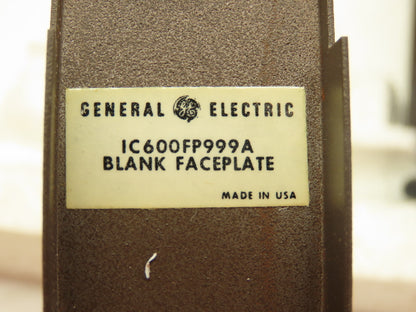 GENERAL ELECTRIC
IC600FP999A
BLANK FACEPLATE
MADE IN USA